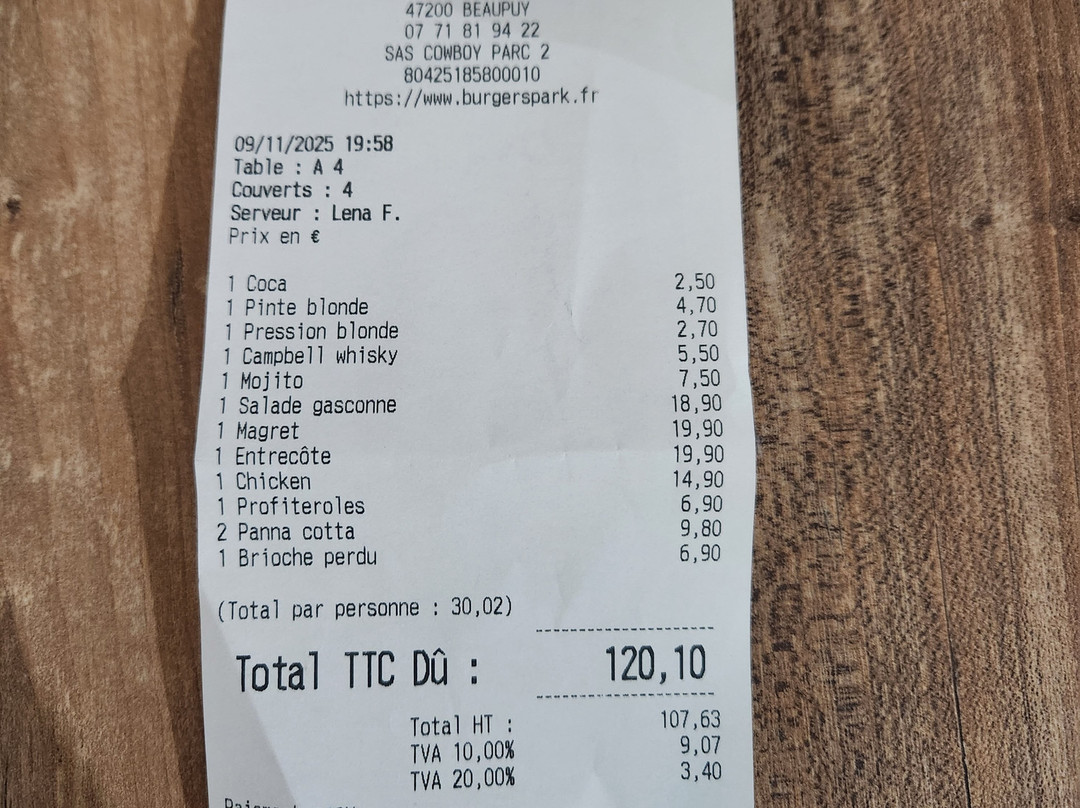 47200 BEAUPUY
07 71 81 94 22
SAS COWBOY PARC 2
80425185800010
https://www.burgerspark.fr
09/11/2025 19:58
Table : A 4
Couverts : 4
Serveur : Lena F.
Prix en €
1 Coca 2,50
1 Pinte blonde 4,70
1 Pression blonde 2,70
1 Campbell whisky 5,50
1 Mojito 7,50
1 Salade gasconne 18,90
1 Magret 19,90
1 Entrecôte 19,90
1 Chicken 14,90
1 Profiteroles 6,90
2 Panna cotta 9,80
1 Brioche perdu 6,90
(Total par personne : 30,02)
Total TTC Dû : 120,10
Total HT : 107,63
TVA 10,00% 9,07
TVA 20,00% 3,40